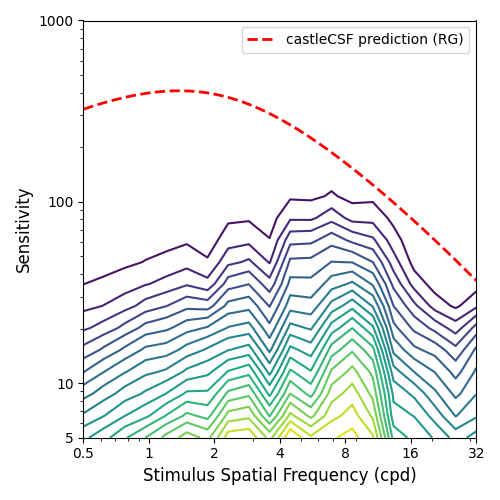 1000
castleCSF prediction (RG)
100
Sensitivity
10
5
0.5 1 2 4 8 16 32
Stimulus Spatial Frequency (cpd)